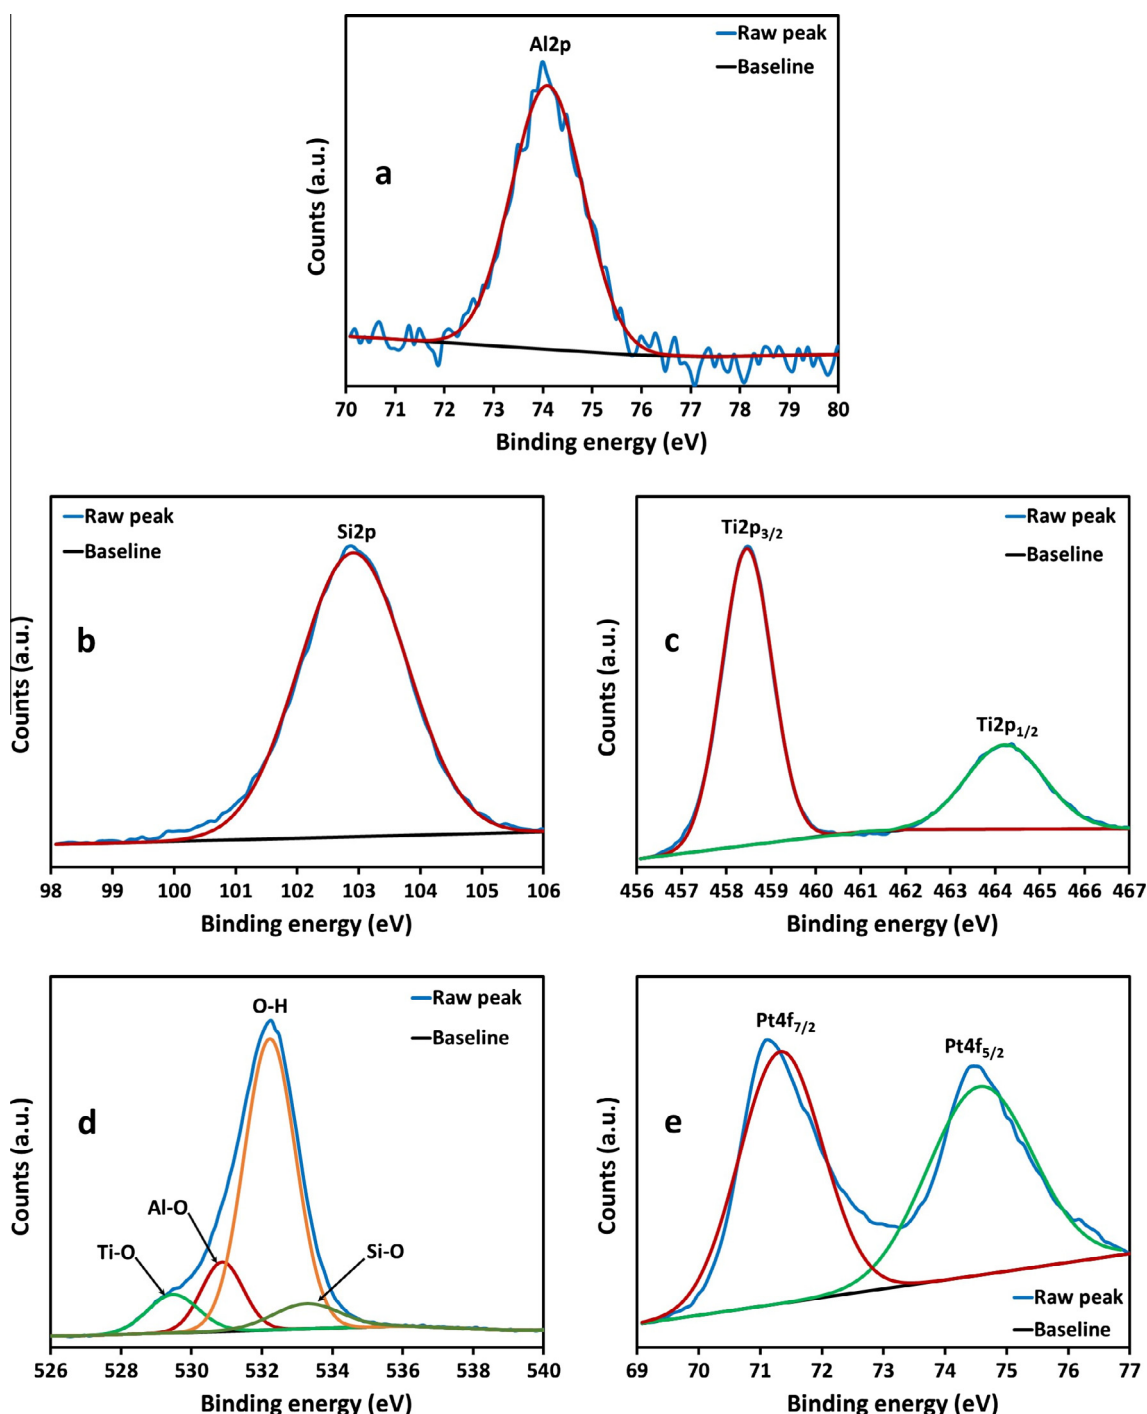 Al2p
Raw peak
Baseline
a
Counts (a.u.)
70 71 72 73 74 75 76 77 78 79 80
Binding energy (eV)
Raw peak
Baseline
Si2p
b
Counts (a.u.)
98 99 100 101 102 103 104 105 106
Binding energy (eV)
Ti2p3/2
Raw peak
Baseline
c
Ti2p1/2
Counts (a.u.)
456 457 458 459 460 461 462 463 464 465 466 467
Binding energy (eV)
O-H
Raw peak
Baseline
d
Al-O
Ti-O
Si-O
Counts (a.u.)
526 528 530 532 534 536 538 540
Binding energy (eV)
Pt4f7/2
Pt4f5/2
e
Raw peak
Baseline
Counts (a.u.)
69 70 71 72 73 74 75 76 77
Binding energy (eV)